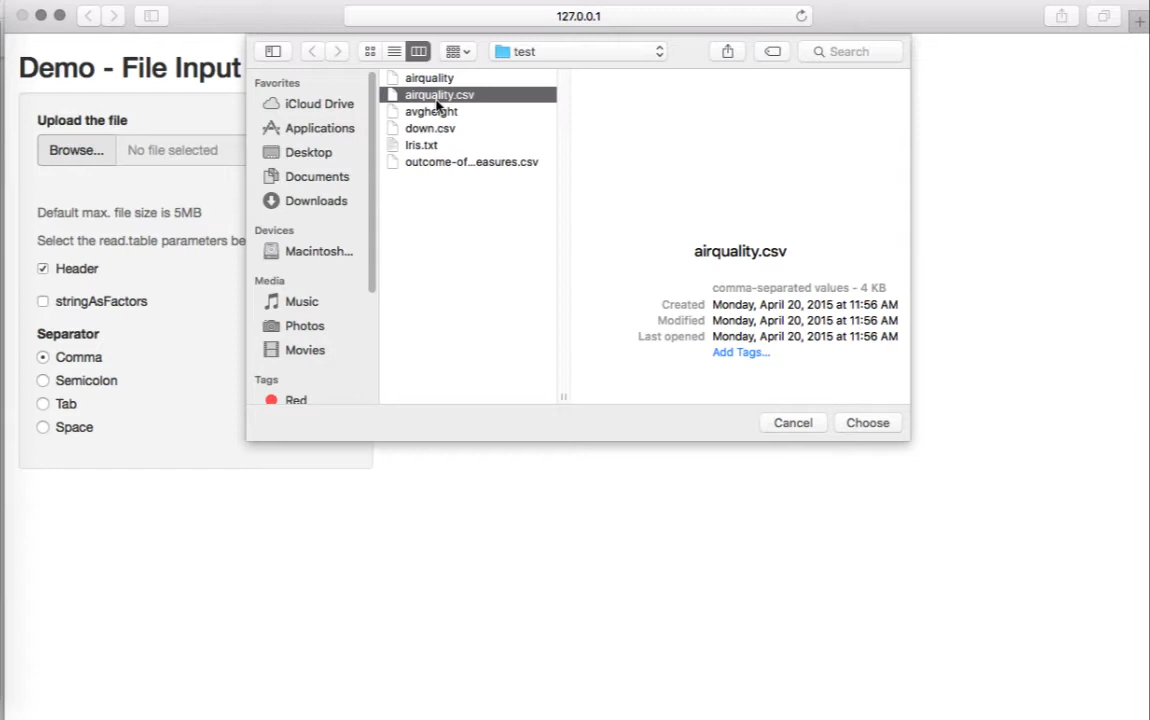 127.0.0.1
Demo - File Input
Upload the file
Browse... No file selected
Default max. file size is 5MB
Select the read.table parameters be
Header
stringAsFactors
Separator
Comma
Semicolon
Tab
Space
test
Search
Favorites
iCloud Drive
Applications
Desktop
Documents
Downloads
Devices
Macintosh...
Media
Music
Photos
Movies
Tags
Red
airquality
airquality.csv
avgheight
down.csv
Iris.txt
outcome-of...easures.csv
airquality.csv
comma-separated values - 4 KB
Created Monday, April 20, 2015 at 11:56 AM
Modified Monday, April 20, 2015 at 11:56 AM
Last opened Monday, April 20, 2015 at 11:56 AM
Add Tags...
Cancel Choose